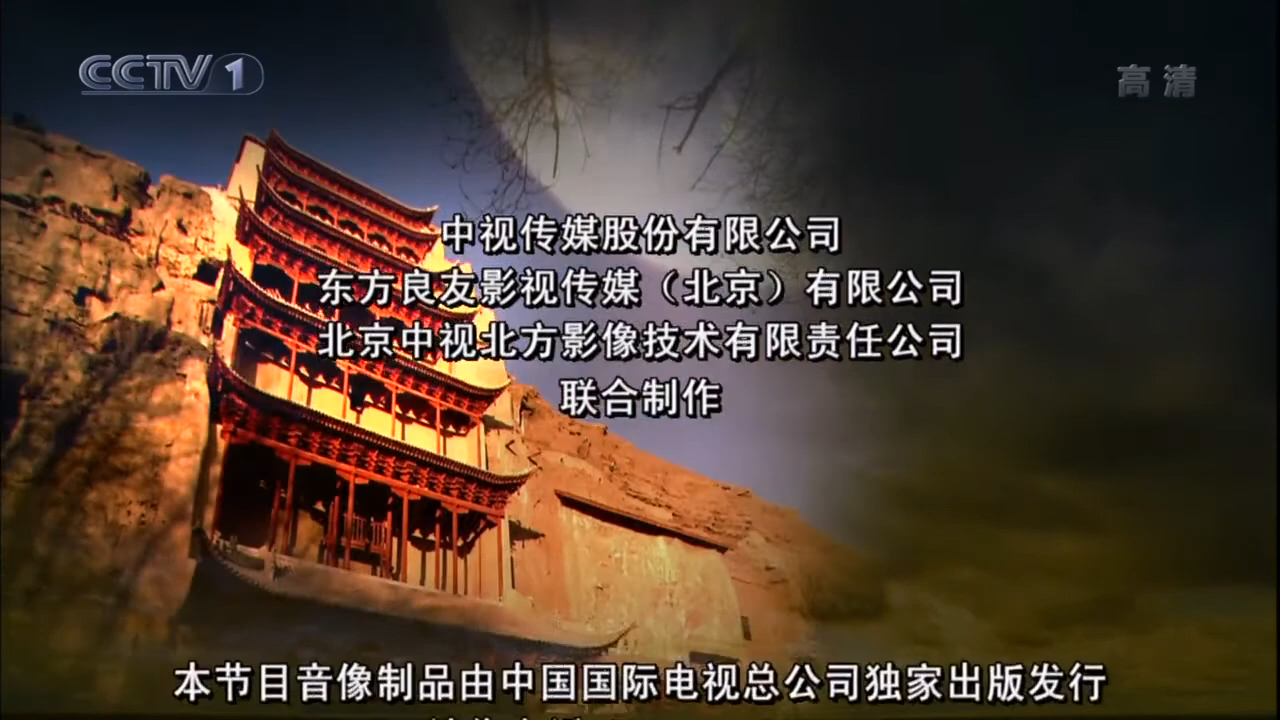 CCTV 1
高清
中视传媒股份有限公司
东方良友影视传媒（北京）有限公司
北京中视北方影像技术有限责任公司
联合制作
本节目音像制品由中国国际电视总公司独家出版发行